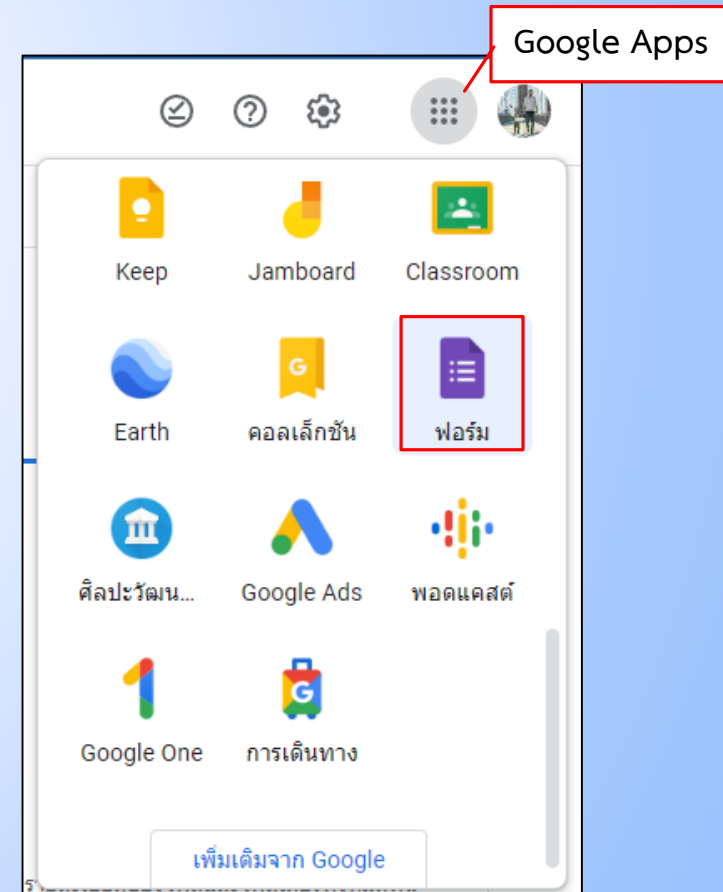 Google Apps
Keep
Jamboard
Classroom
Earth
คอลเล็กชัน
ฟอร์ม
ศิลปะวัฒน...
Google Ads
พอดแคสต์
Google One
การเดินทาง
เพิ่มเติมจาก Google